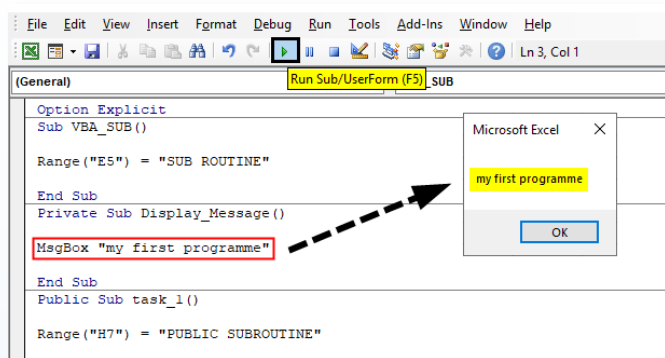 File Edit View Insert Format Debug Run Tools Add-Ins Window Help
Ln 3, Col 1
(General)
Run Sub/UserForm (F5)
_SUB
Option Explicit
Sub VBA_SUB()
Range("E5") = "SUB ROUTINE"
End Sub
Private Sub Display_Message()
MsgBox "my first programme"
End Sub
Public Sub task_1()
Range("H7") = "PUBLIC SUBROUTINE"
Microsoft Excel
my first programme
OK